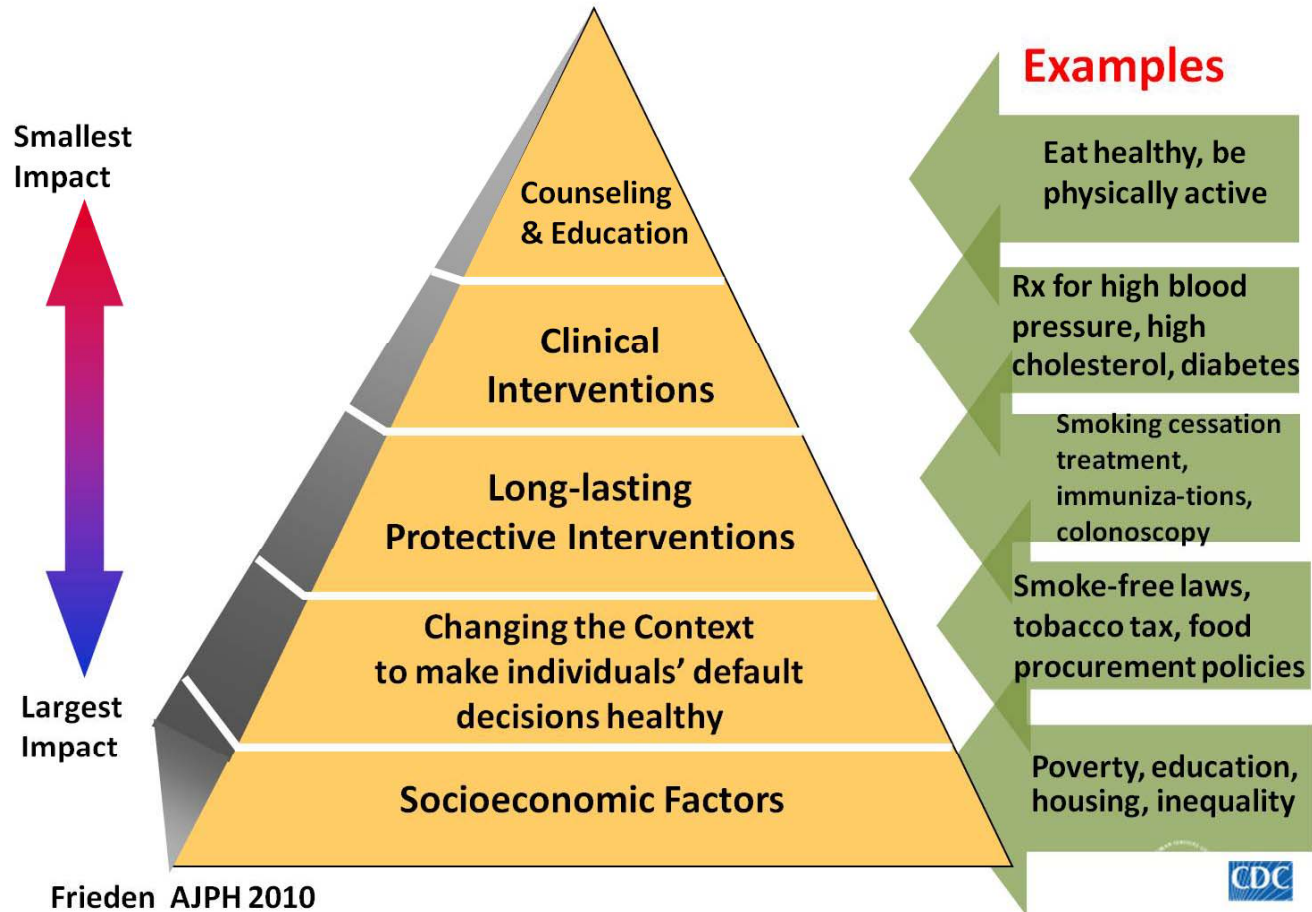 Examples
Smallest
Impact
Eat healthy, be
physically active
Counseling
& Education
Rx for high blood
pressure, high
cholesterol, diabetes
Clinical
Interventions
Smoking cessation
treatment,
immuniza-tions,
colonoscopy
Long-lasting
Protective Interventions
Smoke-free laws,
tobacco tax, food
procurement policies
Changing the Context
to make individuals’ default
decisions healthy
Largest
Impact
Poverty, education,
housing, inequality
Socioeconomic Factors
CDC
Frieden AJPH 2010